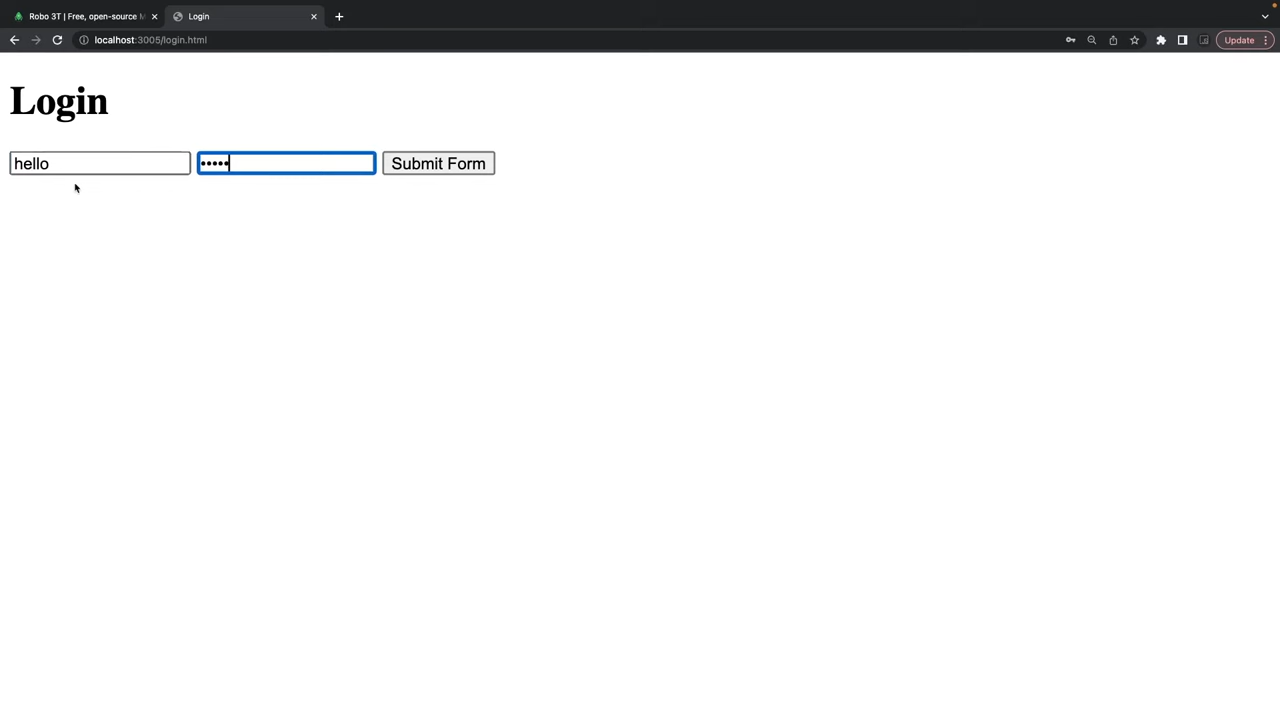 Robo 3T | Free, open-source M
Login
localhost:3005/login.html
Update
Login
hello
•••••
Submit Form